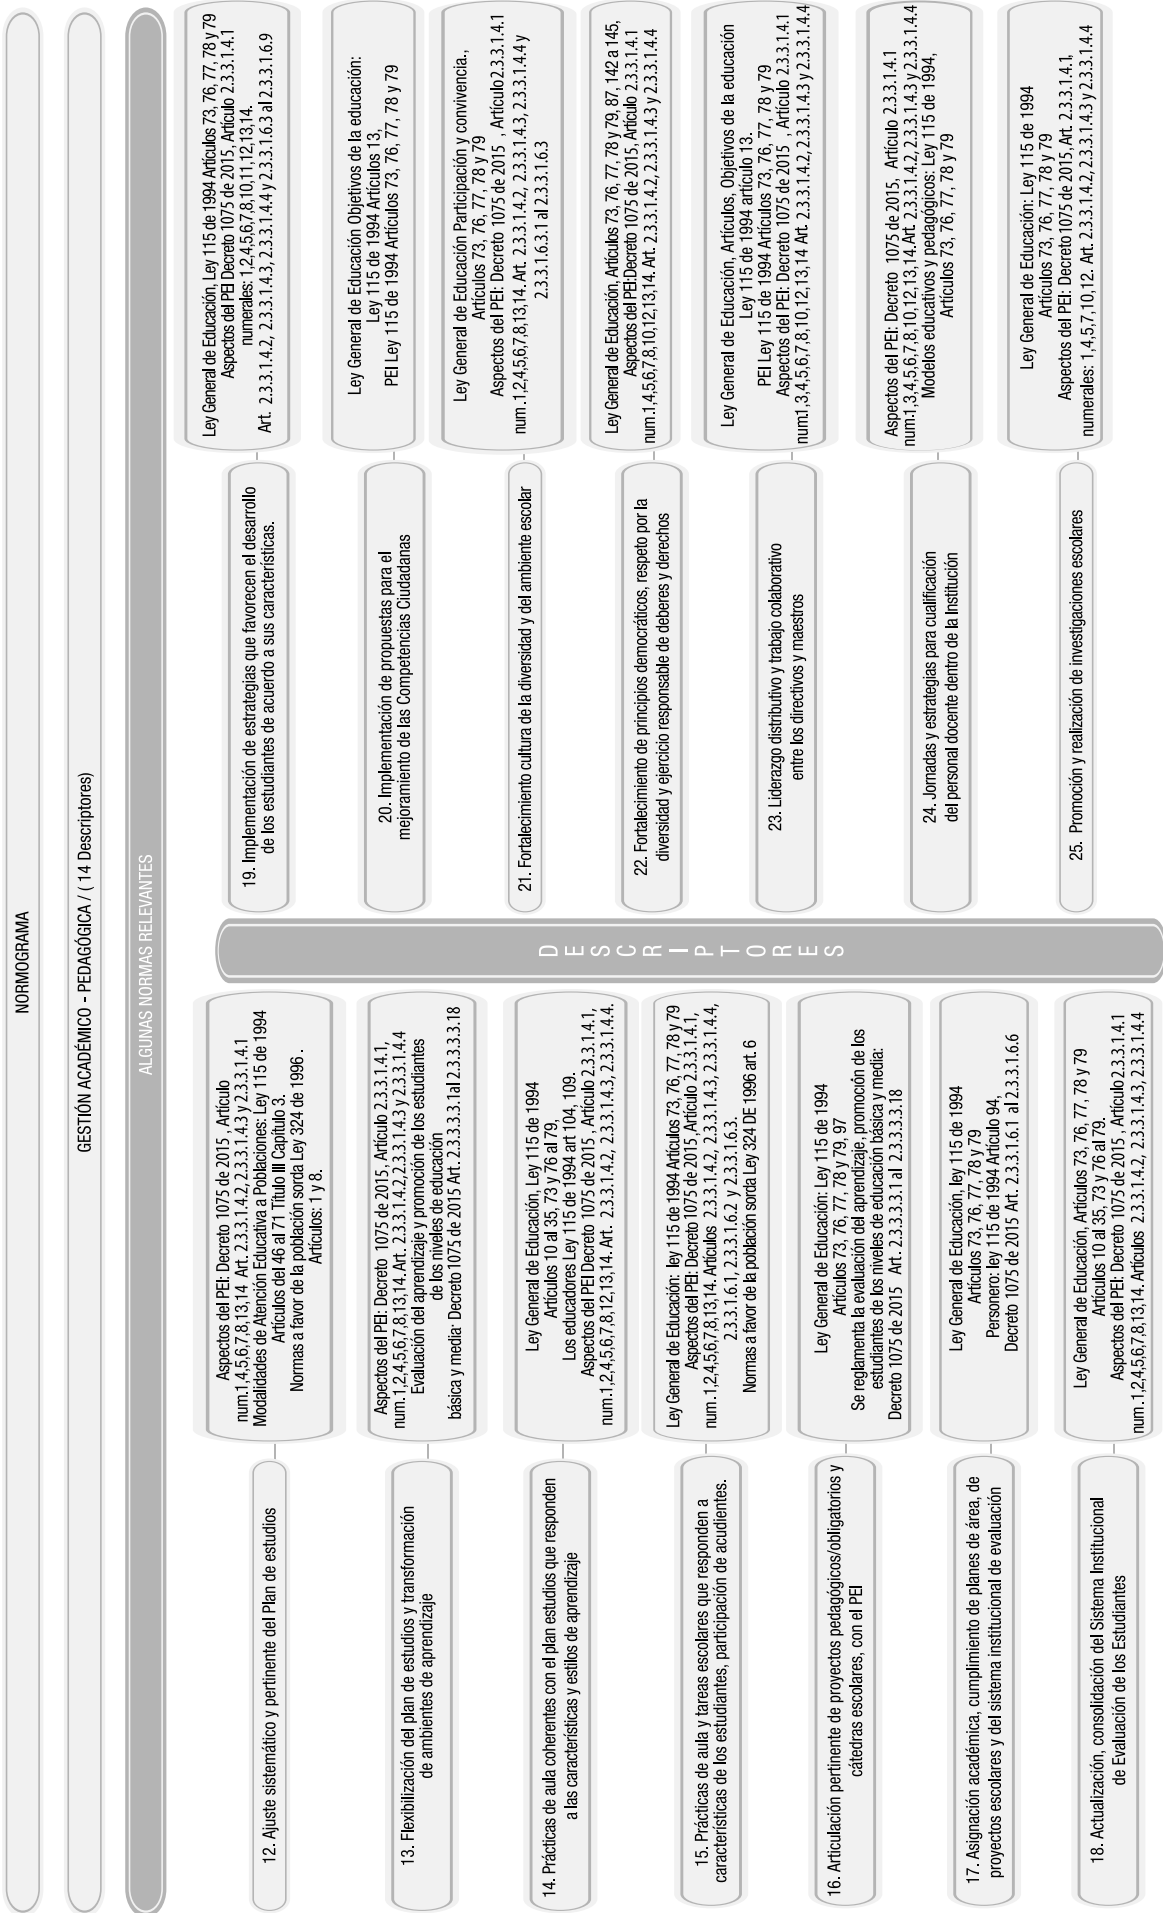 NORMOGRAMA
GESTIÓN ACADÉMICO - PEDAGÓGICA / ( 14 Descriptores)
ALGUNAS NORMAS RELEVANTES
12. Ajuste sistemático y pertinente del Plan de estudios
Aspectos del PEI: Decreto 1075 de 2015 , Artículo
num.1,4,5,6,7,8,13,14 Art. 2.3.3.1.4.2, 2.3.3.1.4.3 y 2.3.3.1.4.1
Modalidades de Atención Educativa a Poblaciones: Ley 115 de 1994
Artículos del 46 al 71 Título III Capítulo 3.
Normas a favor de la población sorda Ley 324 de 1996 .
Artículos: 1 y 8.
13. Flexibilización del plan de estudios y transformación
de ambientes de aprendizaje
Aspectos del PEI: Decreto 1075 de 2015, Artículo 2.3.3.1.4.1,
num.1,2,4,5,6,7,8,13,14. Art. 2.3.3.1.4.2,2.3.3.1.4.3 y 2.3.3.1.4.4
Evaluación del aprendizaje y promoción de los estudiantes
de los niveles de educación
básica y media· Decreto 1075 de 2015 Art. 2.3.3.3.3.1al 2.3.3.3.3.18
14. Prácticas de aula coherentes con el plan estudios que responden
a las características y estilos de aprendizaje
Ley General de Educación, Ley 115 de 1994
Artículos 10 al 35, 73 y 76 al 79,
Los educadores Ley 115 de 1994 art 104, 109.
Aspectos del PEI Decreto 1075 de 2015 , Artículo 2.3.3.1.4.1,
num.1,2,4,5,6,7,8,12,13,14. Art. 2.3.3.1.4.2, 2.3.3.1.4.3, 2.3.3.1.4.4.
15. Prácticas de aula y tareas escolares que responden a
características de los estudiantes, participación de acudientes.
Ley General de Educación: ley 115 de 1994 Artículos 73, 76, 77, 78 y 79
Aspectos del PEI: Decreto 1075 de 2015,Artículo 2.3.3.1.4.1,
num.1,2,4,5,6,7,8,13,14. Artículos 2.3.3.1.4.2, 2.3.3.1.4.3, 2.3.3.1.4.4,
2.3.3.1.6.1, 2.3.3.1.6.2 y 2.3.3.1.6.3.
Normas a favor de la población sorda Ley 324 DE 1996 art. 6
16. Articulación pertinente de proyectos pedagógicos/obligatorios y
cátedras escolares, con el PEI
Ley General de Educación: Ley 115 de 1994
Artículos 73, 76, 77, 78 y 79, 97
Se reglamenta la evaluación del aprendizaje, promoción de los
estudiantes de los niveles de educación básica y media:
Decreto 1075 de 2015 Art. 2.3.3.3.3.1 al 2.3.3.3.3.18
17. Asignación académica, cumplimiento de planes de área, de
proyectos escolares y del sistema institucional de evaluación
Ley General de Educación, ley 115 de 1994
Artículos 73, 76, 77, 78 y 79
Personero: ley 115 de 1994 Artículo 94,
Decreto 1075 de 2015 Art. 2.3.3.1.6.1 al 2.3.3.1.6.6
18. Actualización, consolidación del Sistema Institucional
de Evaluación de los Estudiantes
Ley General de Educación, Artículos 73, 76, 77, 78 y 79
Artículos 10 al 35, 73 y 76 al 79.
Aspectos del PEI: Decreto 1075 de 2015 , Artículo 2.3.3.1.4.1
num.1,2,4,5,6,7,8,13,14. Artículos 2.3.3.1.4.2, 2.3.3.1.4.3, 2.3.3.1.4.4
DESCRIPTORES
19. Implementación de estrategias que favorecen el desarrollo
de los estudiantes de acuerdo a sus características.
Ley General de Educación, Ley 115 de 1994 Artículos 73, 76, 77, 78 y 79
Aspectos del PEI Decreto 1075 de 2015, Artículo 2.3.3.1.4.1
numerales: 1,2,4,5,6,7,8,10,11,12,13,14.
Art. 2.3.3.1.4.2, 2.3.3.1.4.3, 2.3.3.1.4.4 y 2.3.3.1.6.3 al 2.3.3.1.6.9
20. Implementación de propuestas para el
mejoramiento de las Competencias Ciudadanas
Ley General de Educación Objetivos de la educación:
Ley 115 de 1994 Artículos 13,
PEI Ley 115 de 1994 Artículos 73, 76, 77, 78 y 79
21. Fortalecimiento cultura de la diversidad y del ambiente escolar
Ley General de Educación Participación y convivencia.,
Artículos 73, 76, 77, 78 y 79
Aspectos del PEI: Decreto 1075 de 2015 , Artículo 2.3.3.1.4.1
num.1,2,4,5,6,7,8,13,14. Art. 2.3.3.1.4.2, 2.3.3.1.4.3, 2.3.3.1.4.4 y
2.3.3.1.6.3.1 al 2.3.3.1.6.3
22. Fortalecimiento de principios democráticos, respeto por la
diversidad y ejercicio responsable de deberes y derechos
Ley General de Educación, Artículos 73, 76, 77, 78 y 79, 87, 142 a 145,
Aspectos del PEI:Decreto 1075 de 2015, Artículo 2.3.3.1.4.1
num.1,4,5,6,7,8,10,12,13,14. Art. 2.3.3.1.4.2, 2.3.3.1.4.3 y 2.3.3.1.4.4
23. Liderazgo distributivo y trabajo colaborativo
entre los directivos y maestros
Ley General de Educación, Artículos, Objetivos de la educación
Ley 115 de 1994 artículo 13.
PEI Ley 115 de 1994 Artículos 73, 76, 77, 78 y 79
Aspectos del PEI: Decreto 1075 de 2015 , Artículo 2.3.3.1.4.1
num1,3,4,5,6,7,8,10,12,13,14 Art. 2.3.3.1.4.2, 2.3.3.1.4.3 y 2.3.3.1.4.4
24. Jornadas y estrategias para cualificación
del personal docente dentro de la Institución
Aspectos del PEI: Decreto 1075 de 2015, Artículo 2.3.3.1.4.1
num:1,3,4,5,6,7,8,10,12,13,14.Art. 2.3.3.1.4.2, 2.3.3.1.4.3 y 2.3.3.1.4.4
Modelos educativos y pedagógicos: Ley 115 de 1994,
Artículos 73, 76, 77, 78 y 79
25. Promoción y realización de investigaciones escolares
Ley General de Educación: Ley 115 de 1994
Artículos 73, 76, 77, 78 y 79
Aspectos del PEI: Decreto 1075 de 2015,Art. 2.3.3.1.4.1,
numerales: 1,4,5,7,10,12. Art. 2.3.3.1.4.2, 2.3.3.1.4.3 y 2.3.3.1.4.4